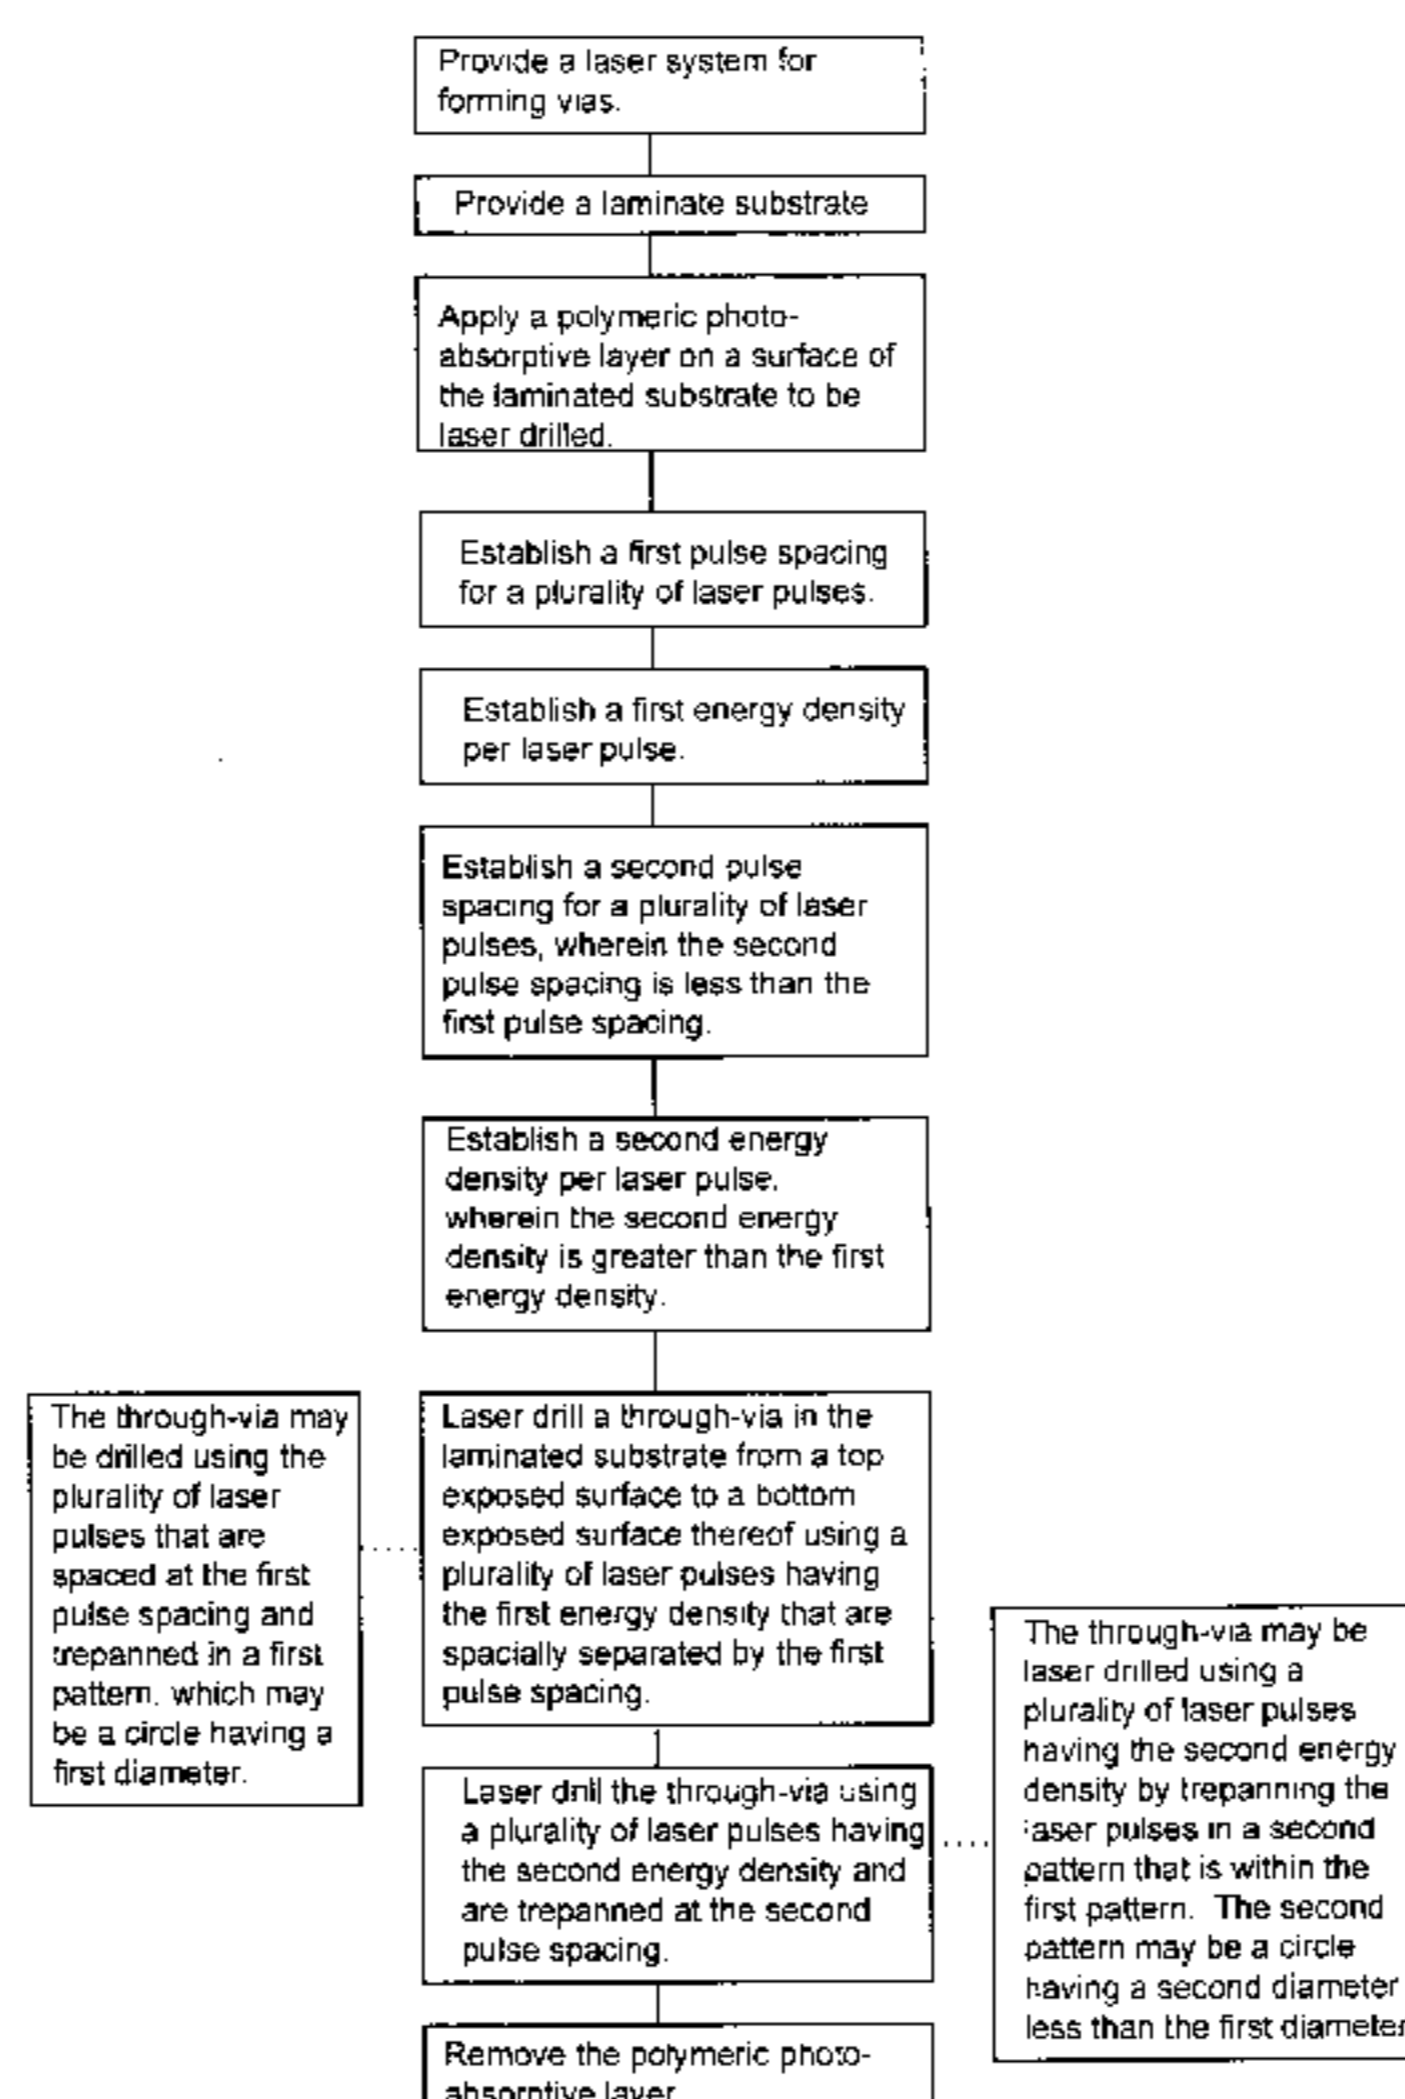 Provide a laser system for
forming vias.
Provide a laminate substrate
Apply a polymeric photo-
absorptive layer on a surface of
the laminated substrate to be
laser drilled.
Establish a first pulse spacing
for a plurality of laser pulses.
Establish a first energy density
per laser pulse.
Establish a second pulse
spacing for a plurality of laser
pulses, wherein the second
pulse spacing is less than the
first pulse spacing.
Establish a second energy
density per laser pulse.
wherein the second energy
density is greater than the first
energy density.
The through-via may
be drilled using the
plurality of laser
pulses that are
spaced at the first
pulse spacing and
trepanned in a first
pattern. which may
be a circle having a
first diameter.
Laser drill a through-via in the
laminated substrate from a top
exposed surface to a bottom
exposed surface thereof using a
plurality of laser pulses having
the first energy density that are
spacially separated by the first
pulse spacing.
Laser drill the through-via using
a plurality of laser pulses having
the second energy density and
are trepanned at the second
pulse spacing.
The through-via may be
laser drilled using a
plurality of laser pulses
having the second energy
density by trepanning the
laser pulses in a second
pattern that is within the
first pattern. The second
pattern may be a circle
having a second diameter
less than the first diameter
Remove the polymeric photo-
absorptive layer